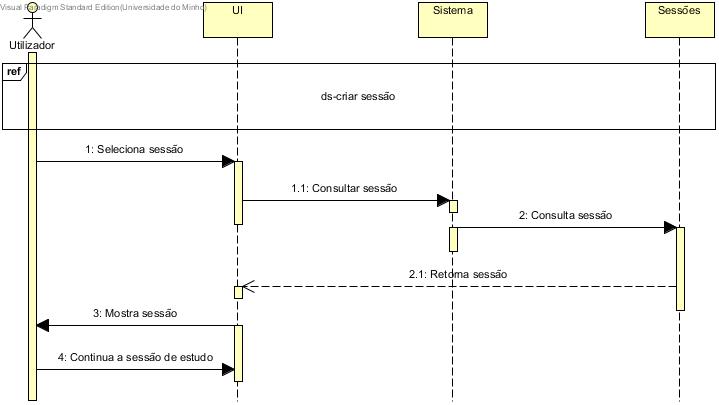 Visual Paradigm Standard Edition(Universidade do Minho)
UI
Sistema
Sessões
Utilizador
ref
ds-criar sessão
1: Seleciona sessão
1.1: Consultar sessão
2: Consulta sessão
2.1: Retorna sessão
3: Mostra sessão
4: Continua a sessão de estudo